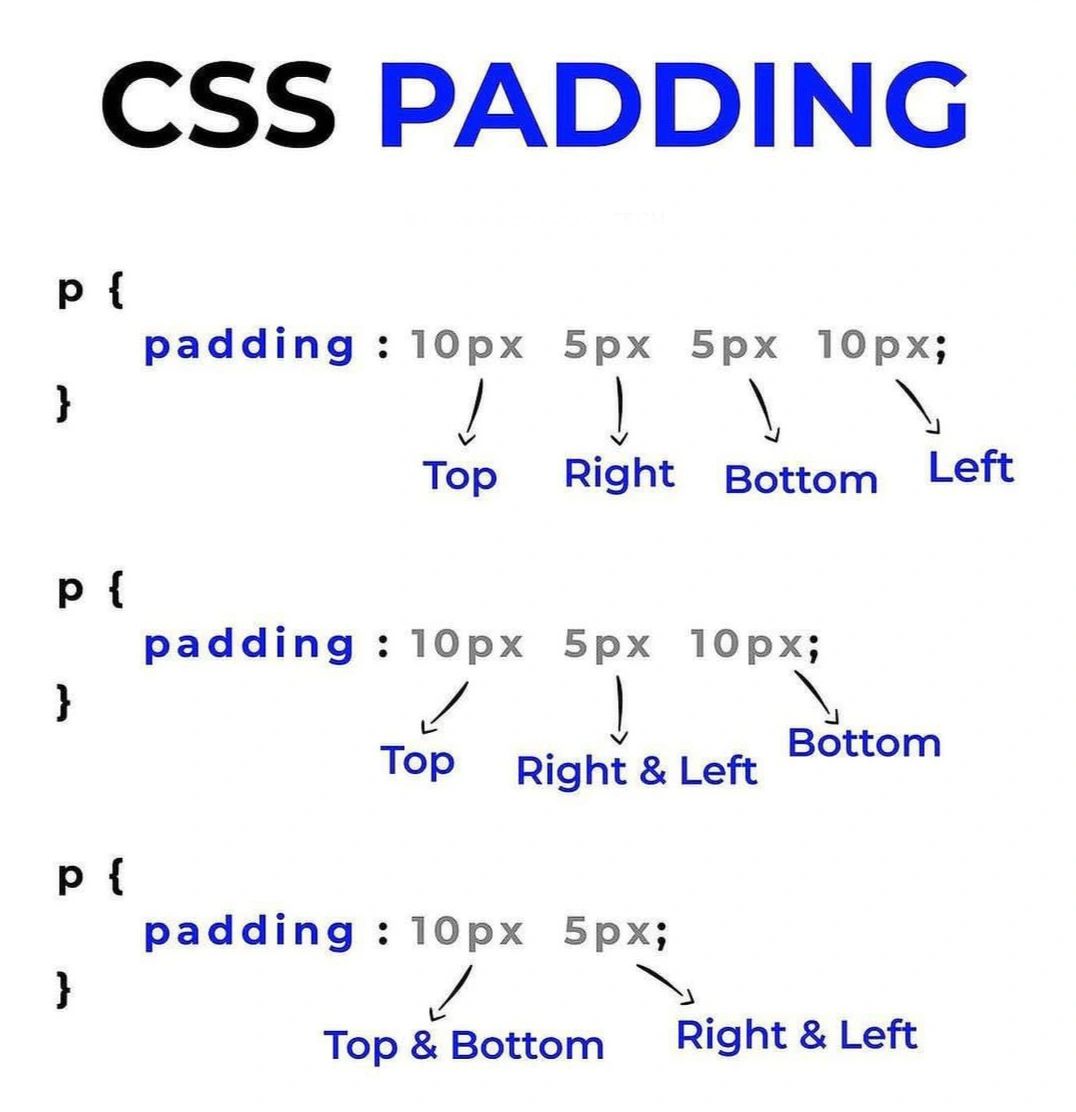 CSS PADDING
p {
padding : 10px 5px 5px 10px;
}
Top Right Bottom Left
p {
padding : 10px 5px 10px;
}
Top Right & Left Bottom
p {
padding : 10px 5px;
}
Top & Bottom Right & Left